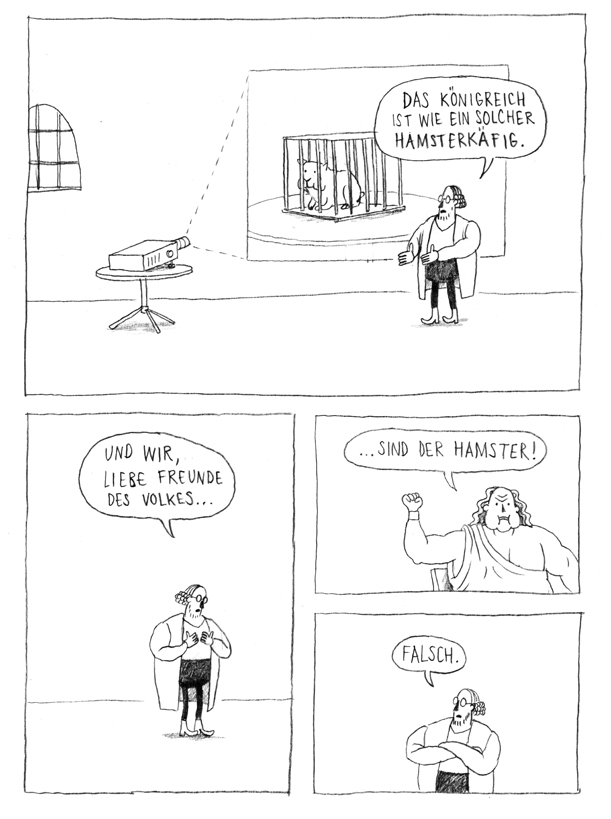 DAS KÖNIGREICH
IST WIE EIN SOLCHER
HAMSTERKÄFIG.
UND WIR,
LIEBE FREUNDE
DES VOLKES...
...SIND DER HAMSTER!
FALSCH.